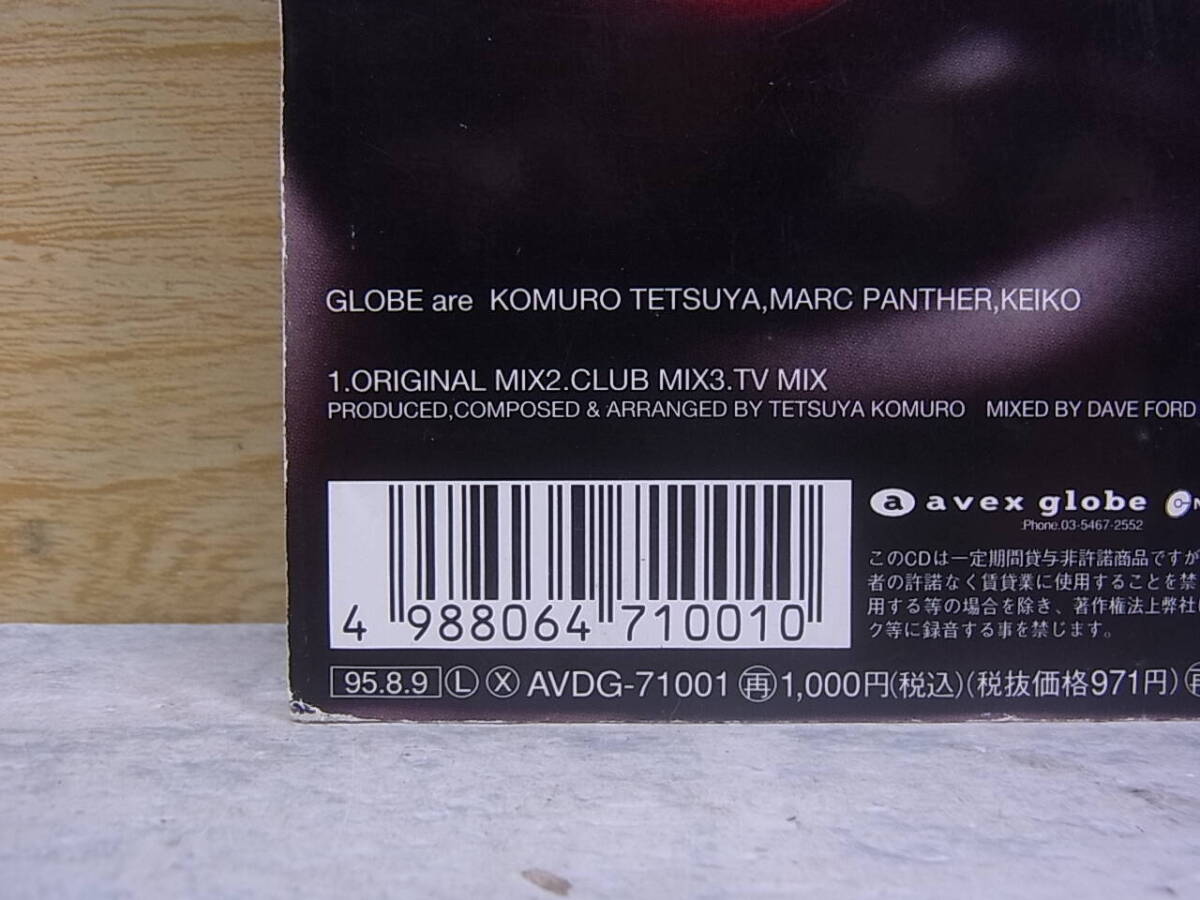 GLOBE are KOMURO TETSUYA,MARC PANTHER,KEIKO
1.ORIGINAL MIX2.CLUB MIX3.TV MIX
PRODUCED,COMPOSED & ARRANGED BY TETSUYA KOMURO MIXED BY DAVE FORD
a avex globe
:Phone.03-5467-2552
このCDは一定期間貸与非許諾商品ですが
者の許諾なく賃貸業に使用することを禁
用する等の場合を除き、著作権法上弊社
ク等に録音する事を禁じます。
4 988064 710010
95.8.9 Ⓛ Ⓧ AVDG-71001 ㊢再 1,000円(税込)(税抜価格971円)